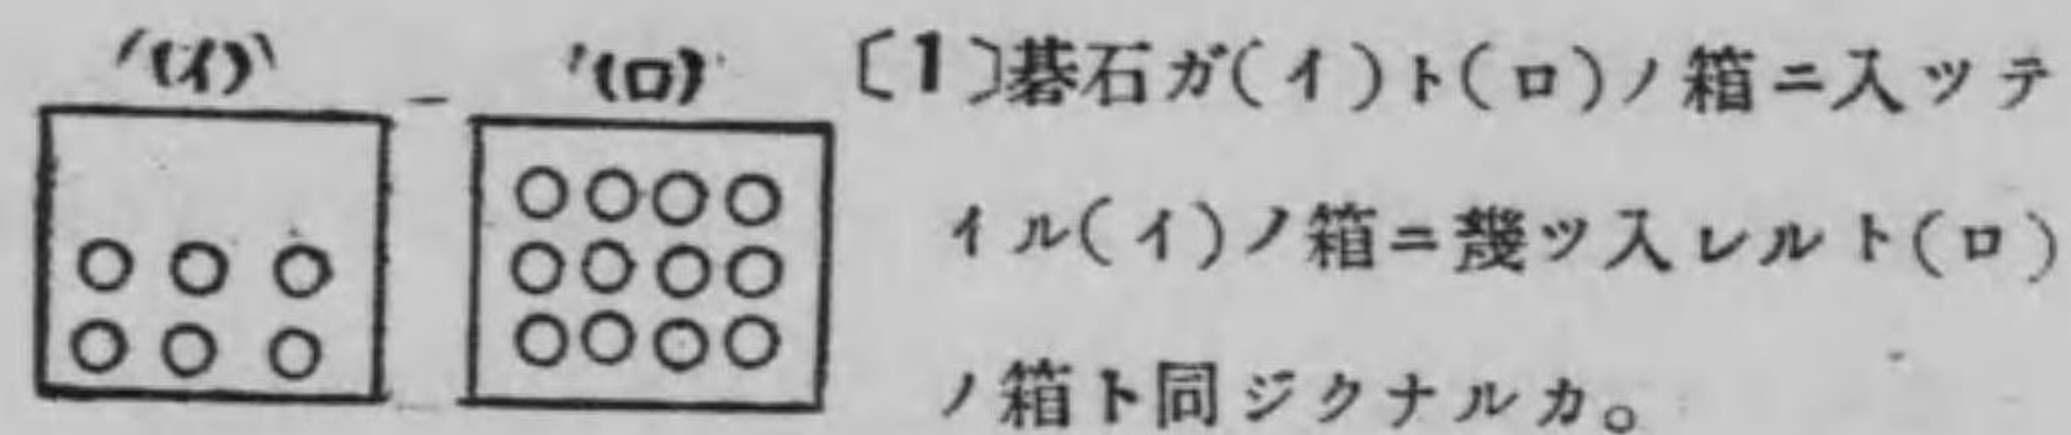 (イ)
(ロ)
〔1〕碁石ガ(イ)ト(ロ)ノ箱ニ入ッテ
イル(イ)ノ箱ニ幾ッ入レルト(ロ)
ノ箱ト同ジクナルカ。